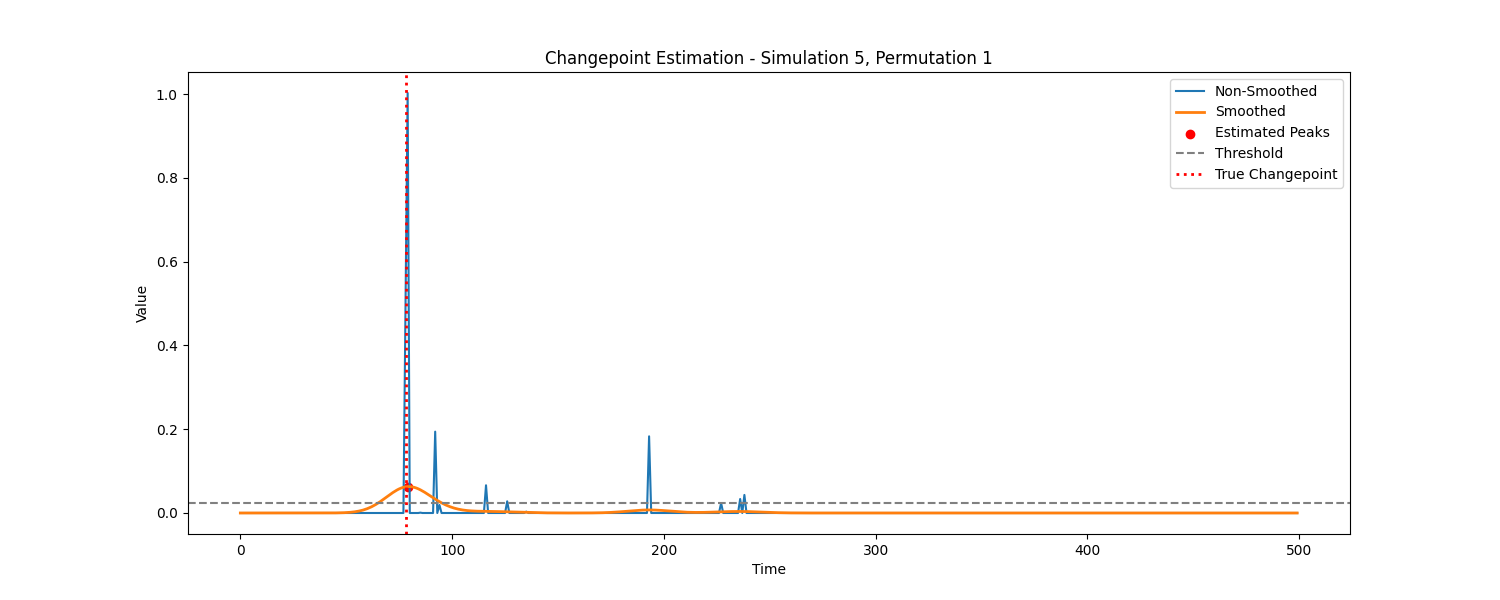 Changepoint Estimation - Simulation 5, Permutation 1
Non-Smoothed
Smoothed
Estimated Peaks
Threshold
True Changepoint
Value
1.0
0.8
0.6
0.4
0.2
0.0
0 100 200 300 400 500
Time